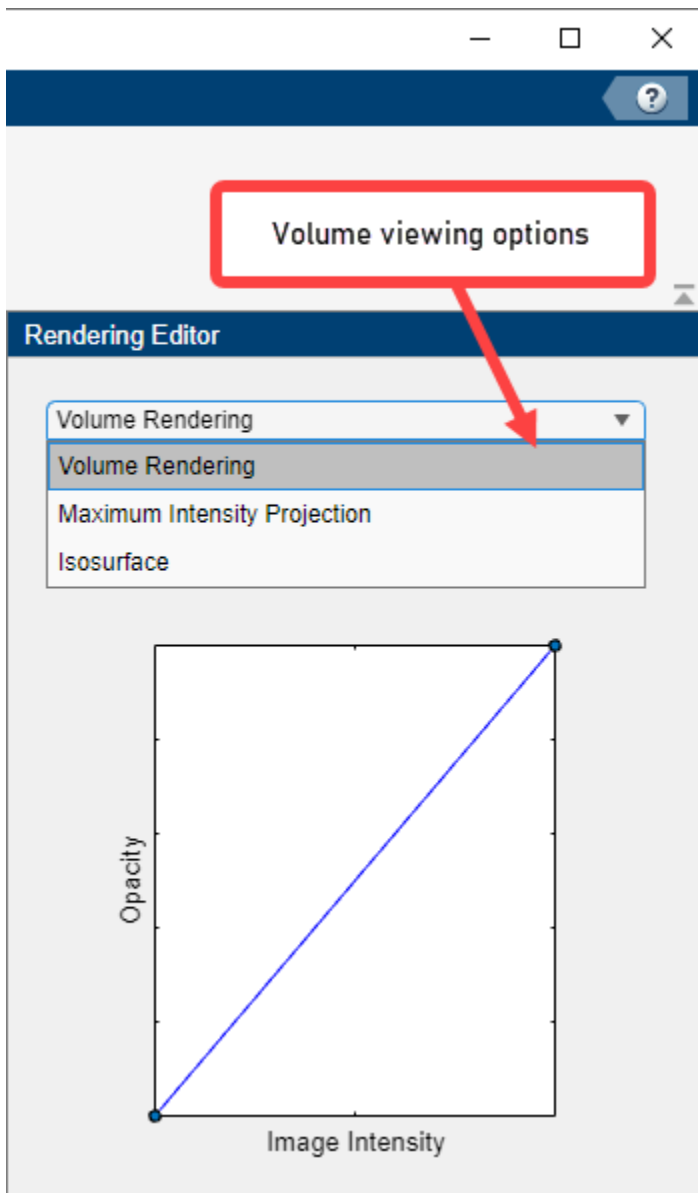 ?
Volume viewing options
Rendering Editor
Volume Rendering
Volume Rendering
Maximum Intensity Projection
Isosurface
Opacity
Image Intensity